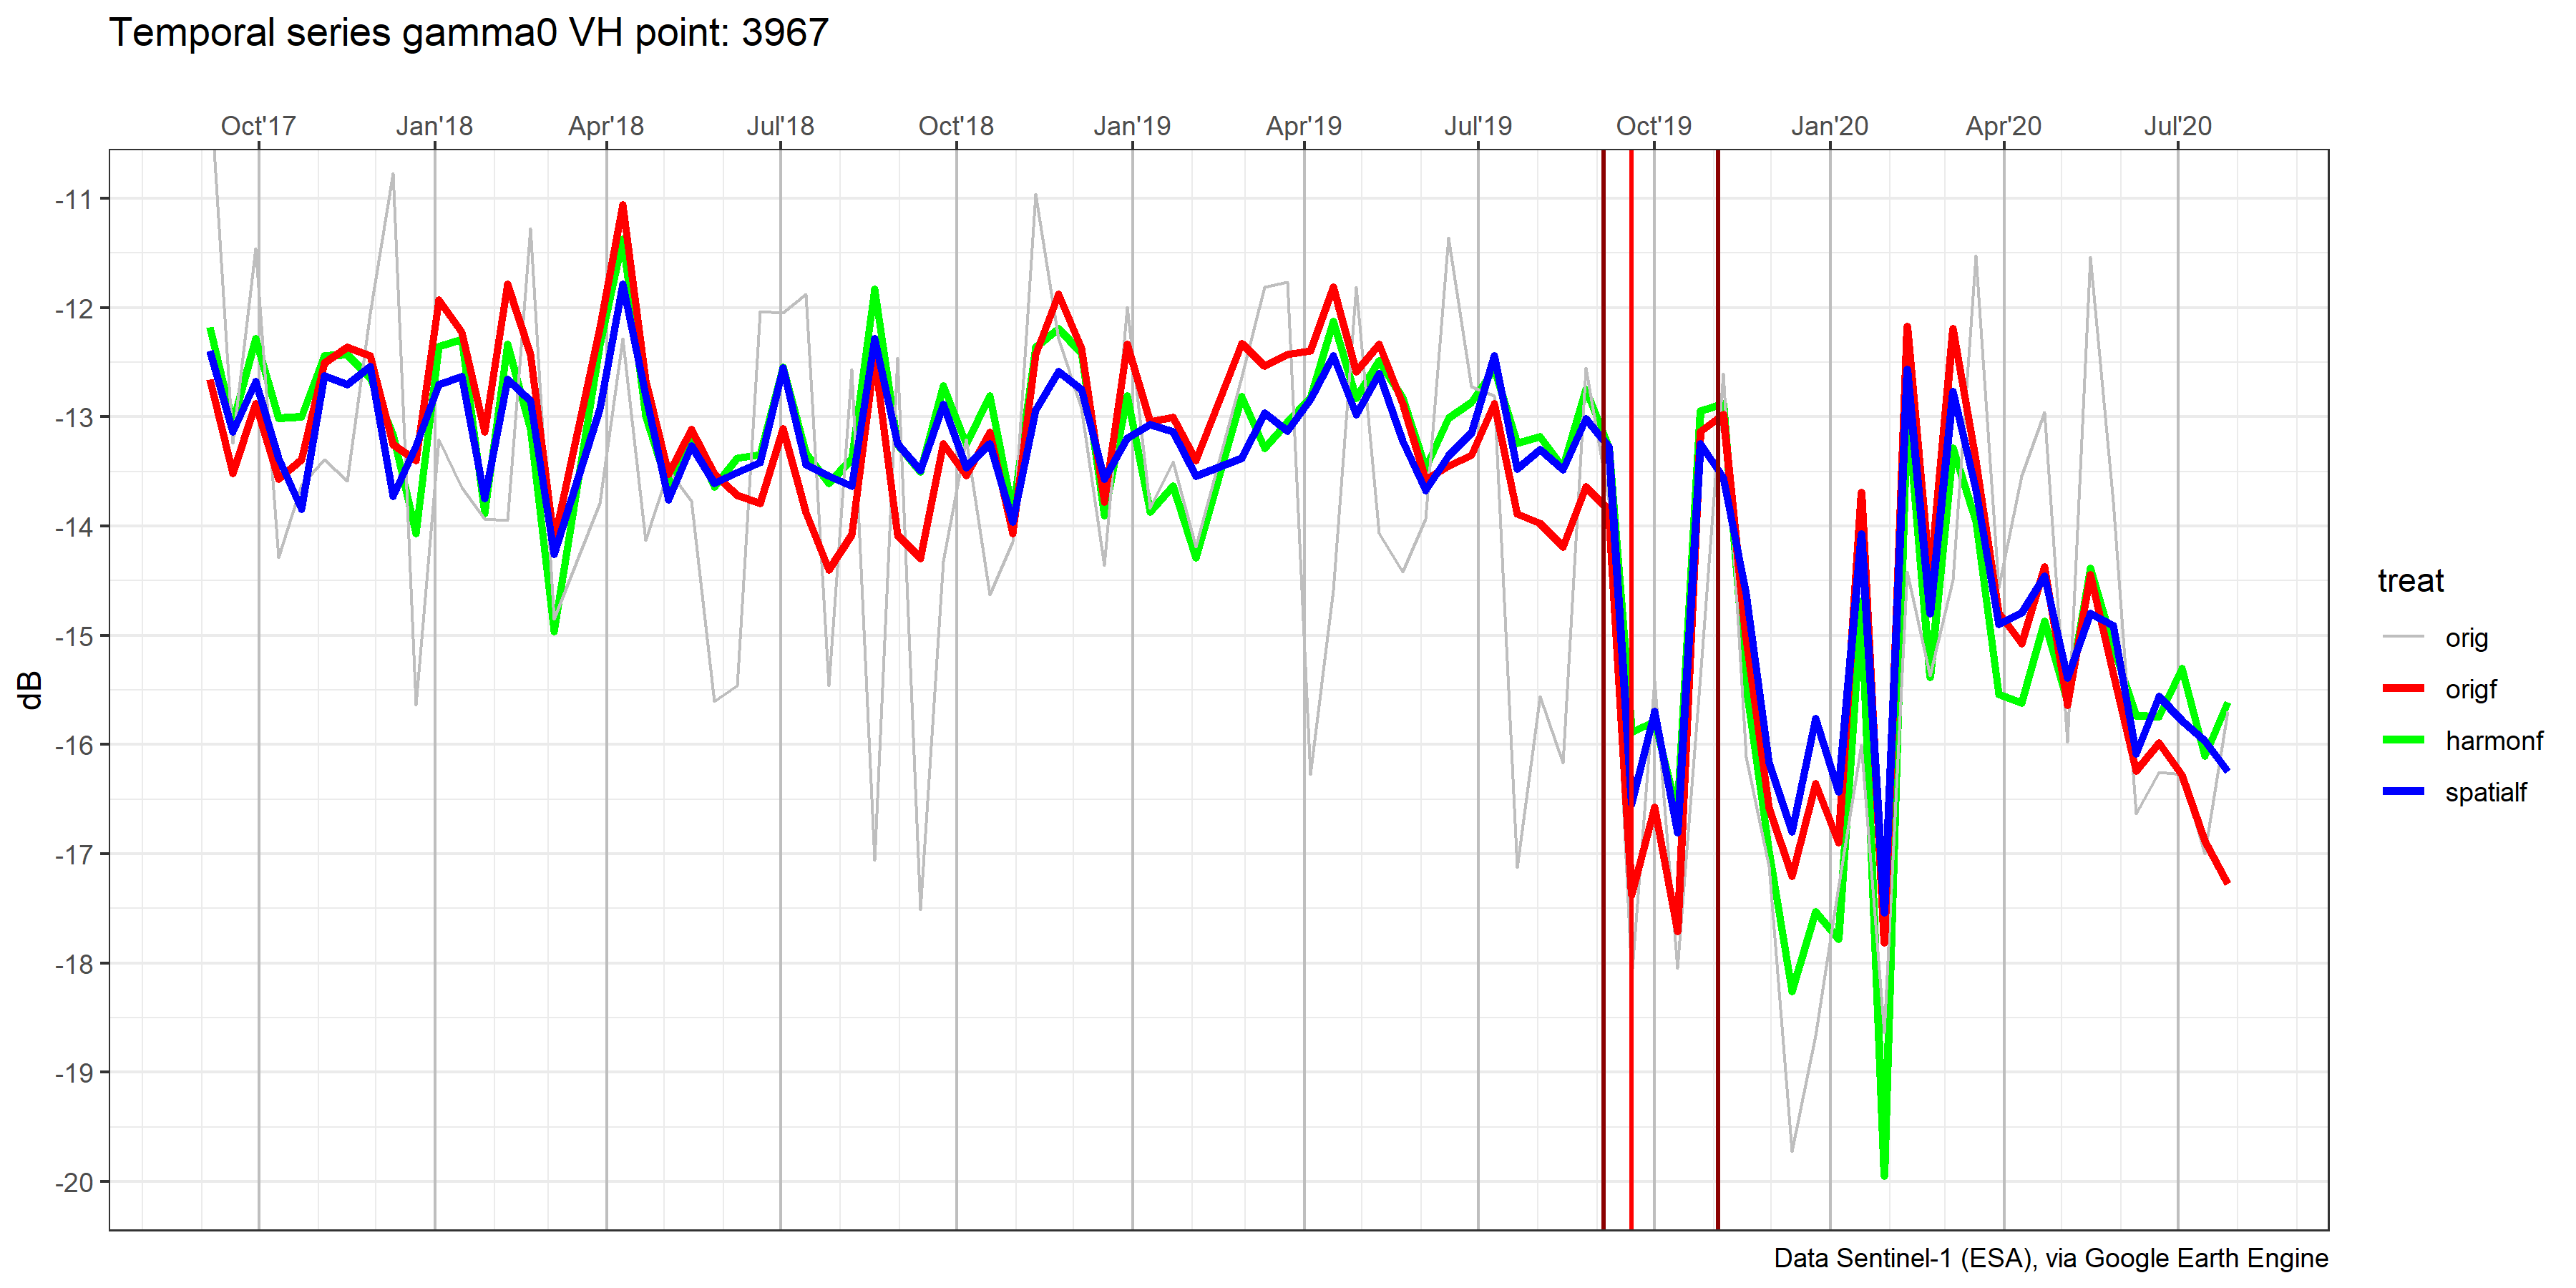 Temporal series gamma0 VH point: 3967
Oct'17 Jan'18 Apr'18 Jul'18 Oct'18 Jan'19 Apr'19 Jul'19 Oct'19 Jan'20 Apr'20 Jul'20
-11
-12
-13
-14
-15
-16
-17
-18
-19
-20
dB
treat
orig
origf
harmonf
spatialf
Data Sentinel-1 (ESA), via Google Earth Engine